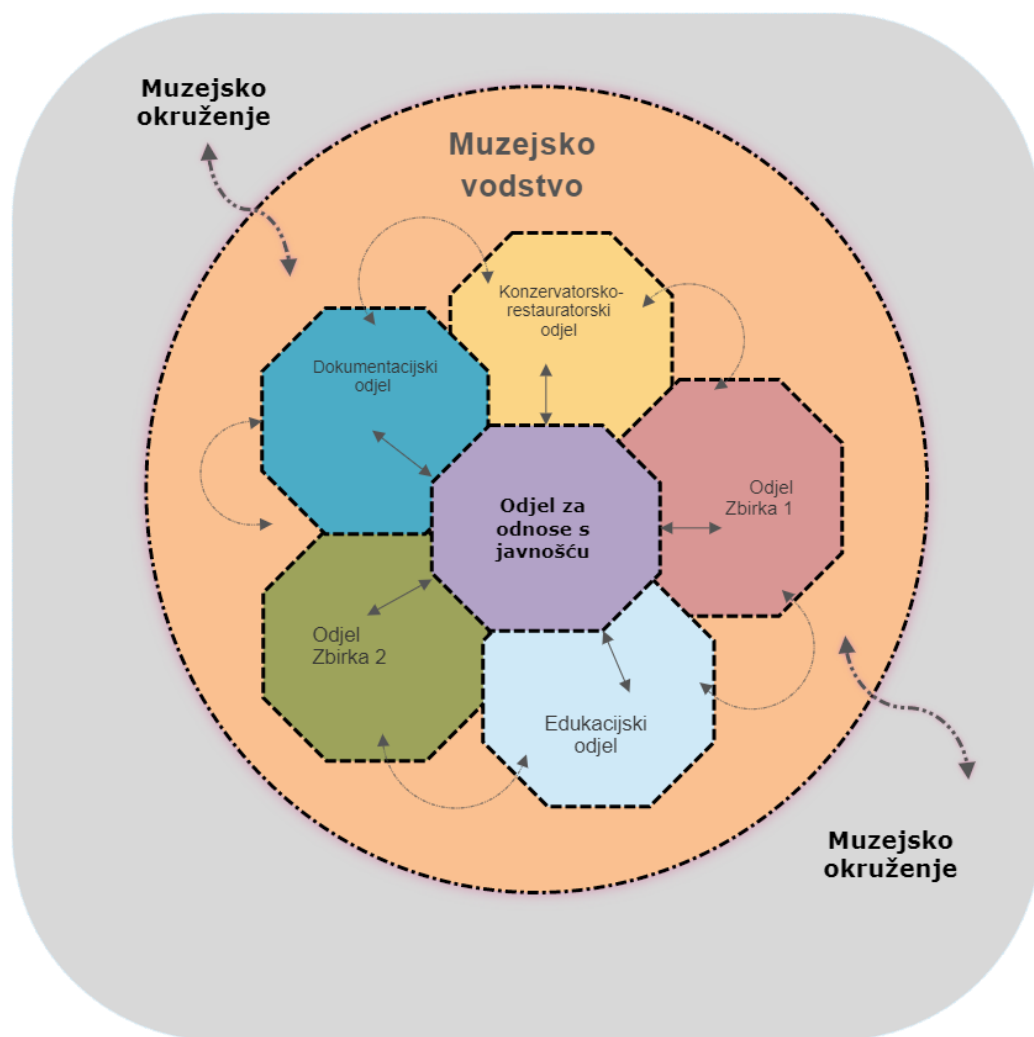 Muzejsko
okruženje
Muzejsko
vodstvo
Konzervatorsko-
restauratorski
odjel
Dokumentacijski
odjel
Odjel
Zbirka 1
Odjel za
odnose s
javnošću
Odjel
Zbirka 2
Edukacijski
odjel
Muzejsko
okruženje